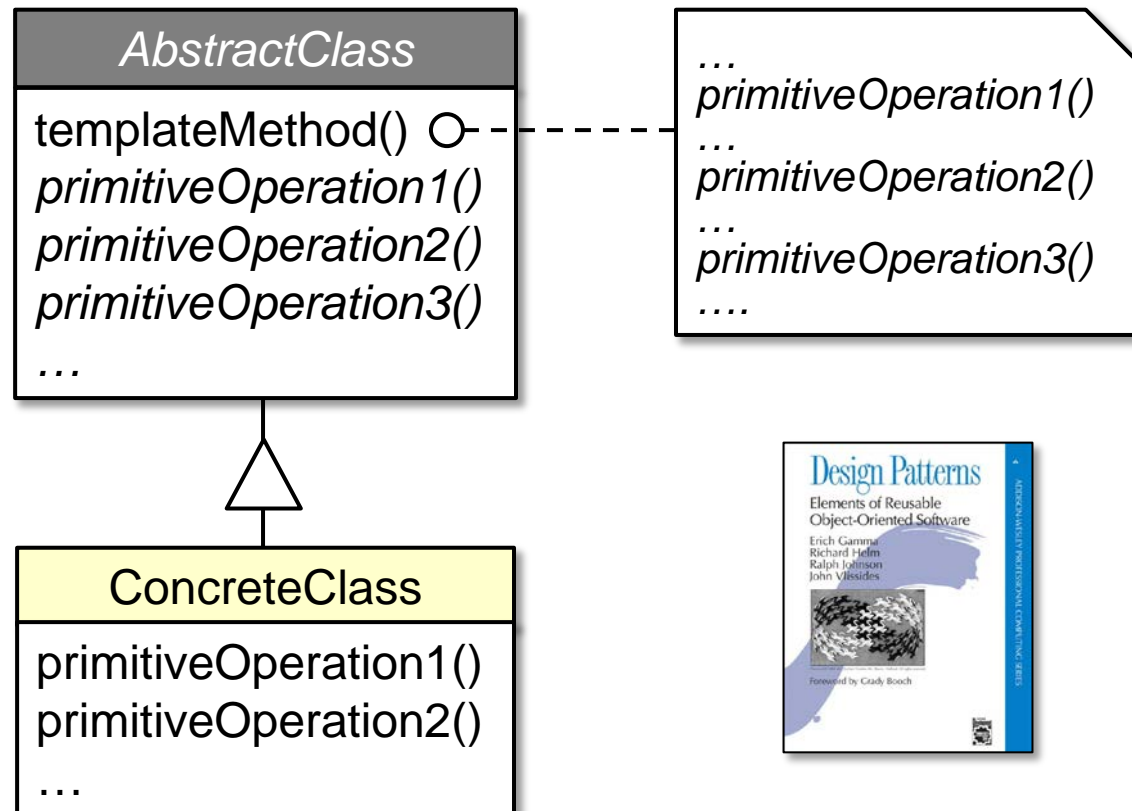 AbstractClass
templateMethod()
primitiveOperation1()
primitiveOperation2()
primitiveOperation3()
…
…
primitiveOperation1()
…
primitiveOperation2()
…
primitiveOperation3()
….
ConcreteClass
primitiveOperation1()
primitiveOperation2()
…
Design Patterns
Elements of Reusable
Object-Oriented Software
Erich Gamma
Richard Helm
Ralph Johnson
John Vlissides
Foreword by Grady Booch
ADDISON-WESLEY PROFESSIONAL COMPUTING SERIES